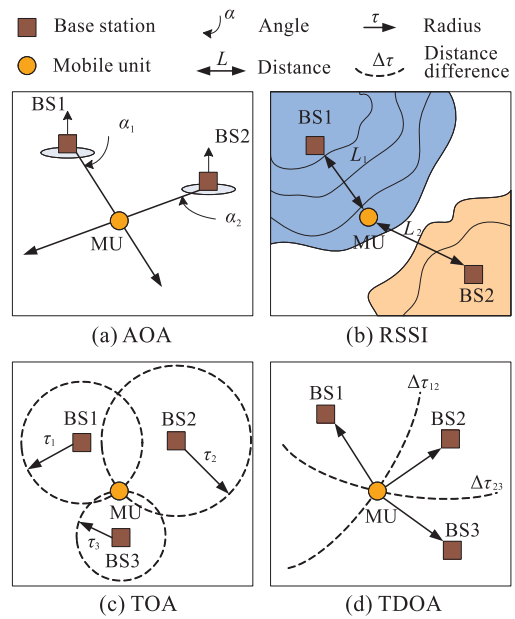 Base station
α
Angle
τ
Radius
Mobile unit
L
Distance
Δτ
Distance
difference
BS1
α1
BS2
α2
MU
(a) AOA
BS1
L1
MU
L2
BS2
(b) RSSI
BS1
BS2
τ1
τ2
MU
τ3
BS3
(c) TOA
Δτ12
BS1
BS2
Δτ23
MU
BS3
(d) TDOA